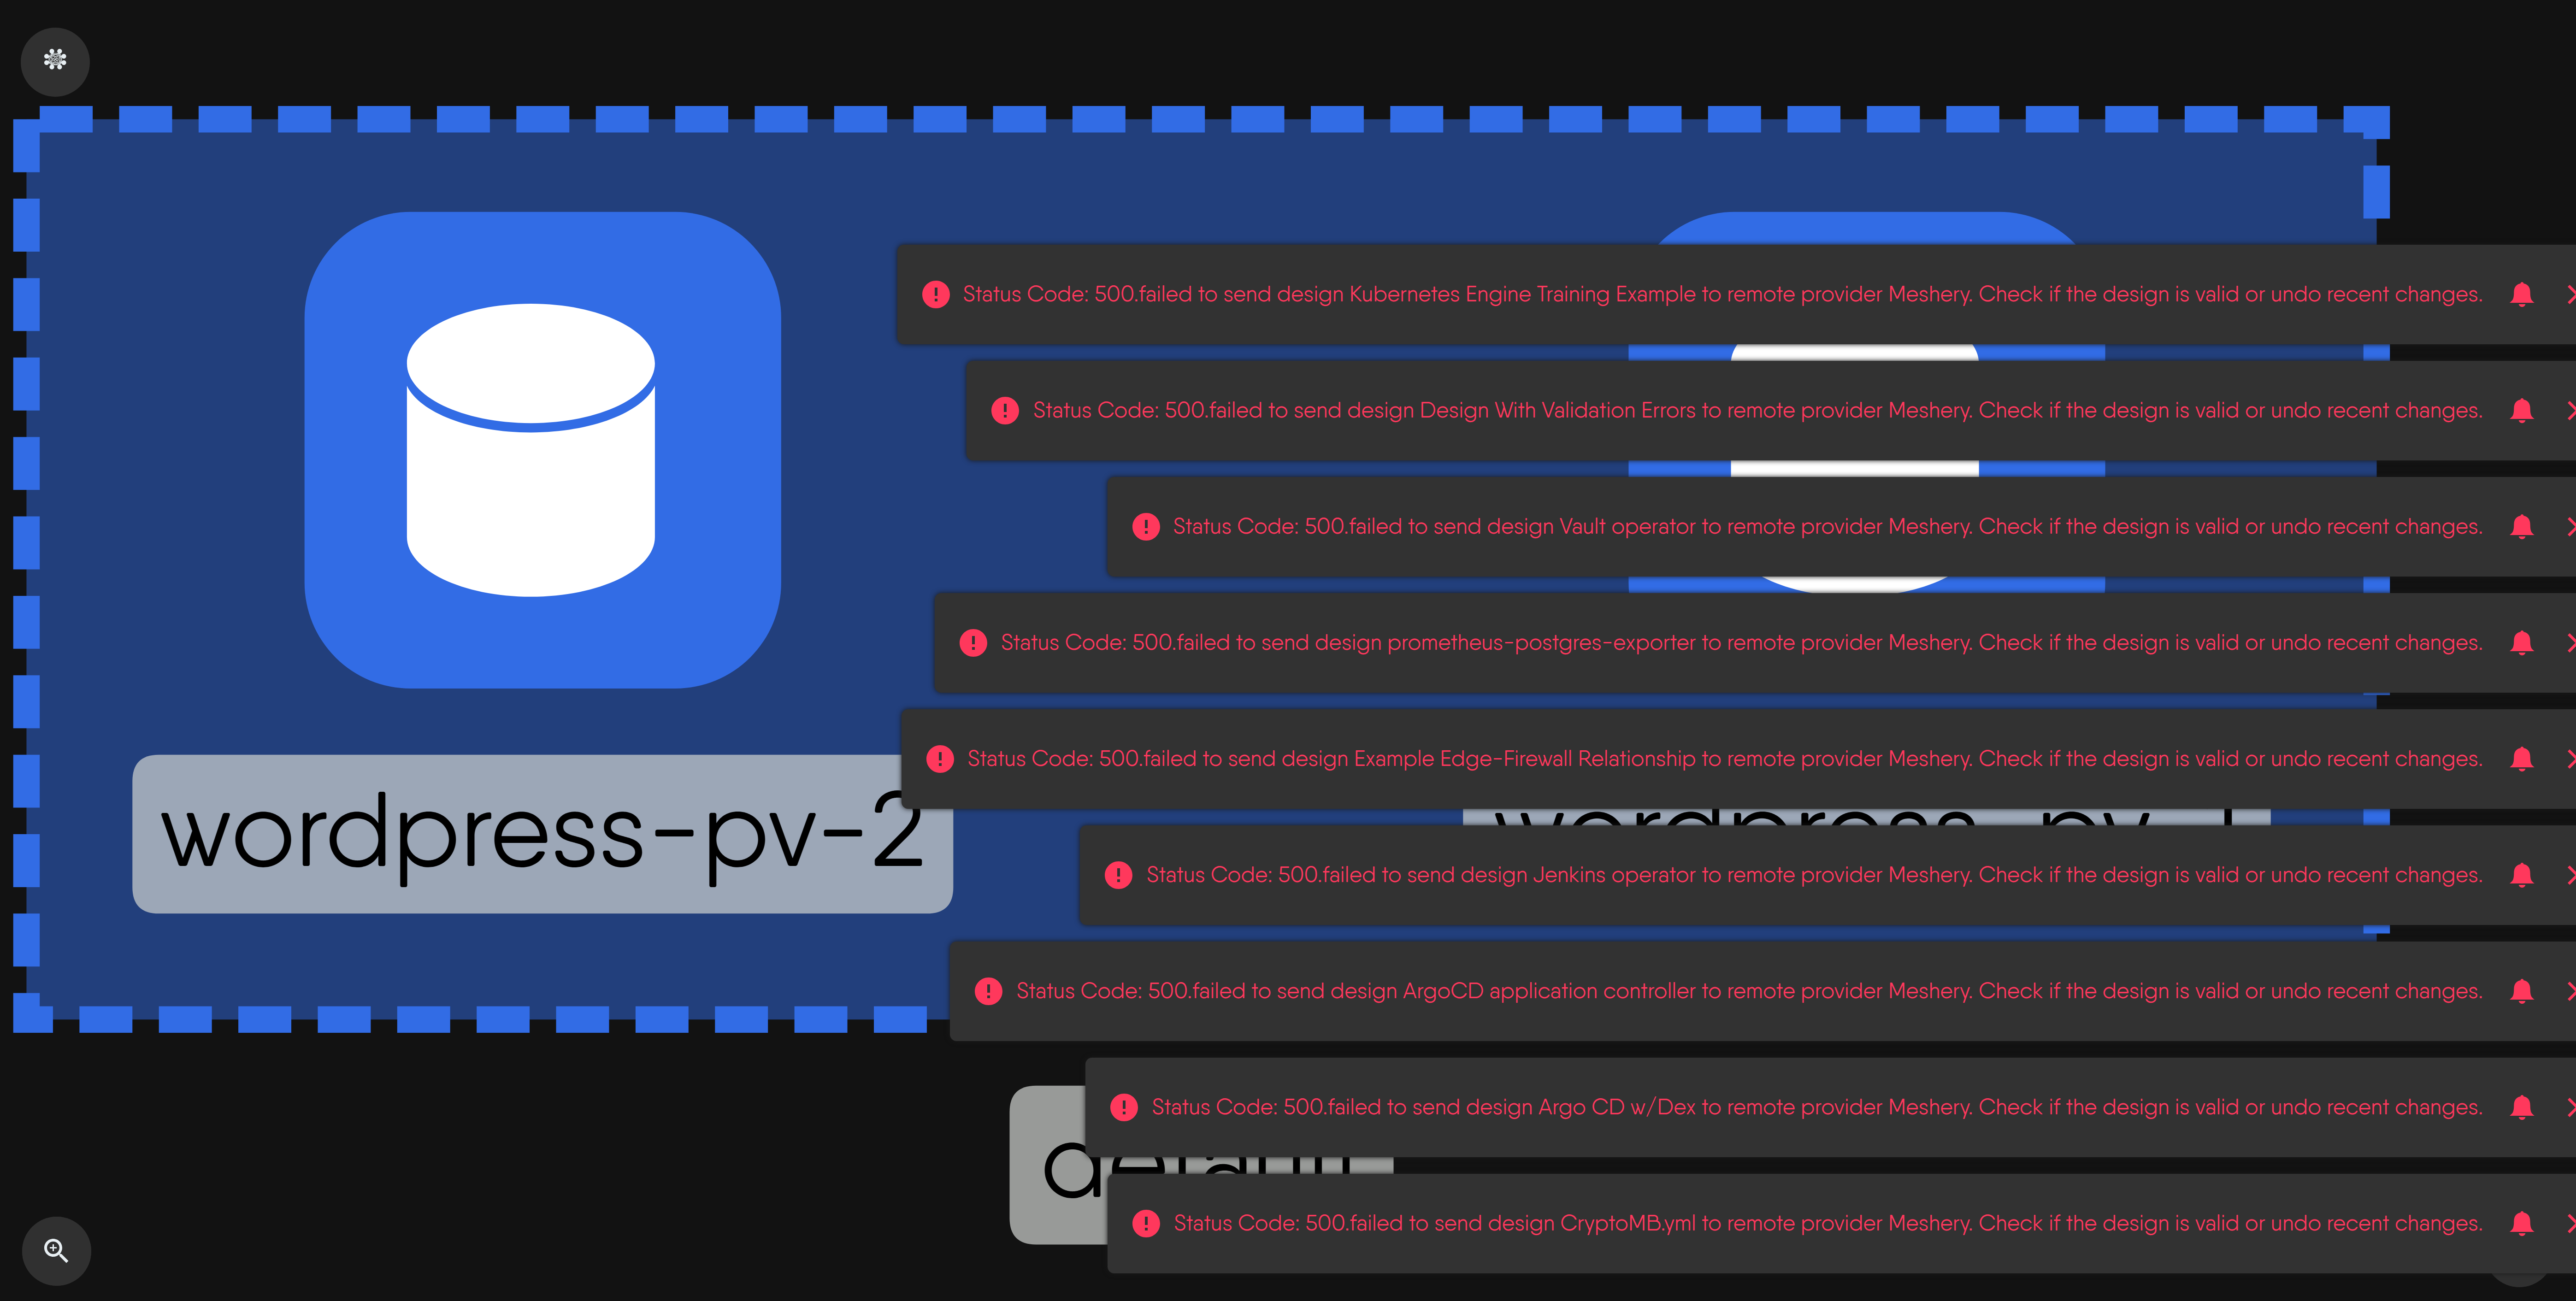 Status Code: 500.failed to send design Kubernetes Engine Training Example to remote provider Meshery. Check if the design is valid or undo recent changes.
Status Code: 500.failed to send design Design With Validation Errors to remote provider Meshery. Check if the design is valid or undo recent changes.
Status Code: 500.failed to send design Vault operator to remote provider Meshery. Check if the design is valid or undo recent changes.
Status Code: 500.failed to send design prometheus-postgres-exporter to remote provider Meshery. Check if the design is valid or undo recent changes.
Status Code: 500.failed to send design Example Edge-Firewall Relationship to remote provider Meshery. Check if the design is valid or undo recent changes.
wordpress-pv-2
Status Code: 500.failed to send design Jenkins operator to remote provider Meshery. Check if the design is valid or undo recent changes.
Status Code: 500.failed to send design ArgoCD application controller to remote provider Meshery. Check if the design is valid or undo recent changes.
Status Code: 500.failed to send design Argo CD w/Dex to remote provider Meshery. Check if the design is valid or undo recent changes.
Status Code: 500.failed to send design CryptoMB.yml to remote provider Meshery. Check if the design is valid or undo recent changes.